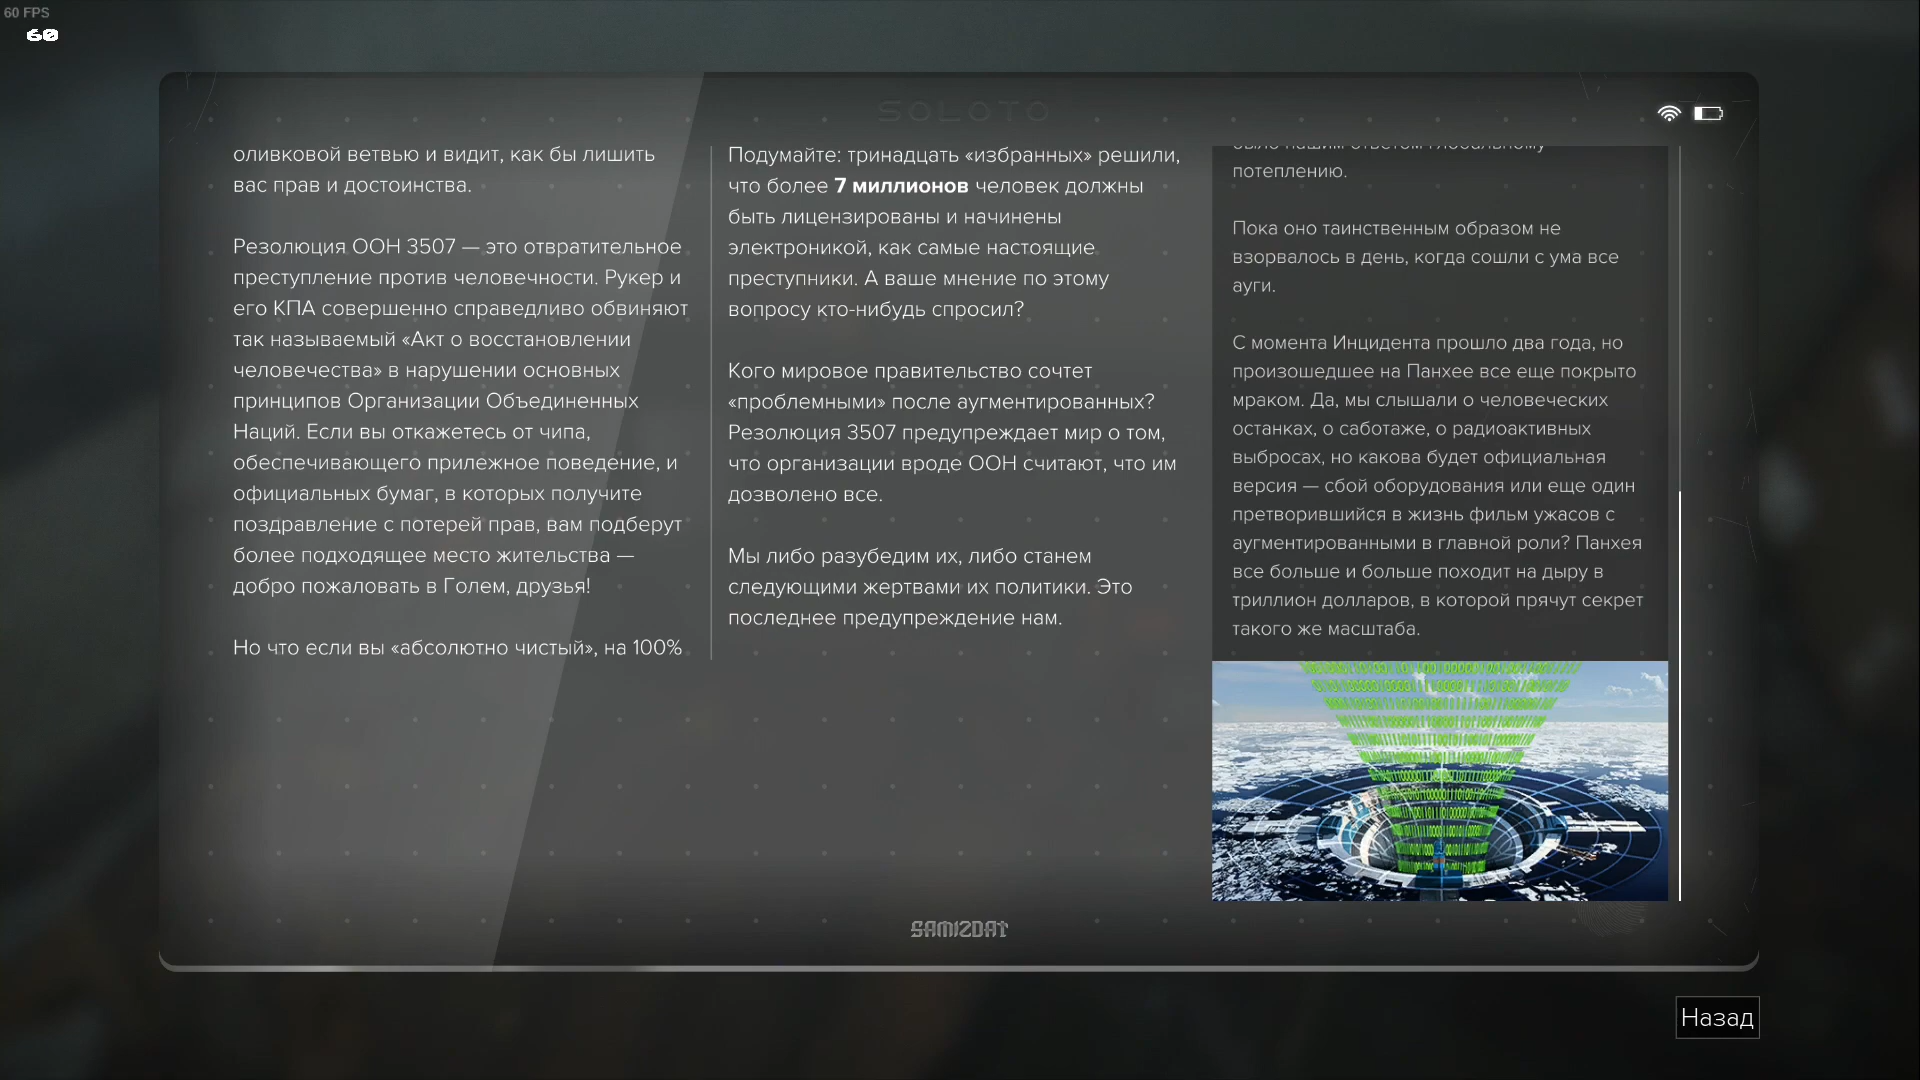 60 FPS
60
SOLOTO
оливковой ветвью и видит, как бы лишить
вас прав и достоинства.
Резолюция ООН 3507 — это отвратительное
преступление против человечности. Рукер и
его КПА совершенно справедливо обвиняют
так называемый «Акт о восстановлении
человечества» в нарушении основных
принципов Организации Объединенных
Наций. Если вы откажетесь от чипа,
обеспечивающего прилежное поведение, и
официальных бумаг, в которых получите
поздравление с потерей прав, вам подберут
более подходящее место жительства —
добро пожаловать в Голем, друзья!
Но что если вы «абсолютно чистый», на 100%
Подумайте: тринадцать «избранных» решили,
что более 7 миллионов человек должны
быть лицензированы и начинены
электроникой, как самые настоящие
преступники. А ваше мнение по этому
вопросу кто-нибудь спросил?
Кого мировое правительство сочтет
«проблемными» после аугментированных?
Резолюция 3507 предупреждает мир о том,
что организации вроде ООН считают, что им
дозволено все.
Мы либо разубедим их, либо станем
следующими жертвами их политики. Это
последнее предупреждение нам.
было нашим ответом глобальному
потеплению.
Пока оно таинственным образом не
взорвалось в день, когда сошли с ума все
ауги.
С момента Инцидента прошло два года, но
произошедшее на Панхее все еще покрыто
мраком. Да, мы слышали о человеческих
останках, о саботаже, о радиоактивных
выбросах, но какова будет официальная
версия — сбой оборудования или еще один
претворившийся в жизнь фильм ужасов с
аугментированными в главной роли? Панхея
все больше и больше походит на дыру в
триллион долларов, в которой прячут секрет
такого же масштаба.
SAMIZDAT
Назад